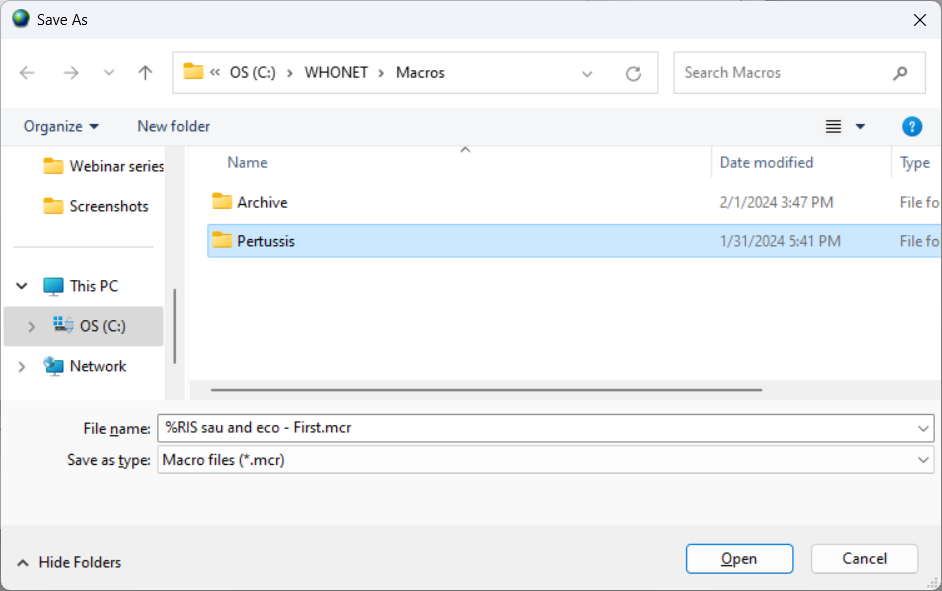 Save As
« OS (C:) › WHONET › Macros
Search Macros
Organize
New folder
?
Name
Date modified
Type
Webinar series
Screenshots
This PC
OS (C:)
Network
Archive 2/1/2024 3:47 PM File fo
Pertussis 1/31/2024 5:41 PM File fo
File name: %RIS sau and eco - First.mcr
Save as type: Macro files (*.mcr)
Hide Folders
Open
Cancel